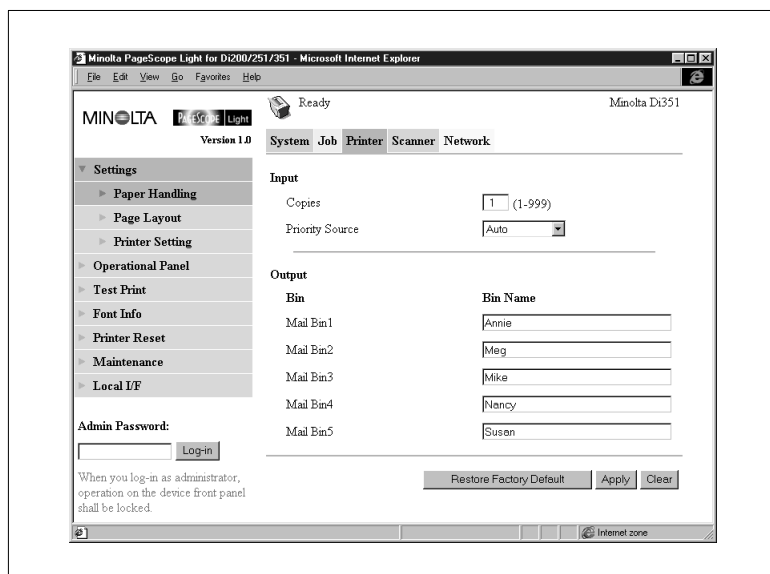 Minolta PageScope Light for Di200/251/351 - Microsoft Internet Explorer
File Edit View Go Favorites Help
MINOLTA PAGESCOPE Light
Version 1.0
Ready
Minolta Di351
System Job Printer Scanner Network
Settings
Paper Handling
Page Layout
Printer Setting
Operational Panel
Test Print
Font Info
Printer Reset
Maintenance
Local I/F
Admin Password:
Log-in
When you log-in as administrator,
operation on the device front panel
shall be locked.
Input
Copies 1 (1-999)
Priority Source Auto
Output
Bin Bin Name
Mail Bin1 Annie
Mail Bin2 Meg
Mail Bin3 Mike
Mail Bin4 Nancy
Mail Bin5 Susan
Restore Factory Default Apply Clear
Internet zone